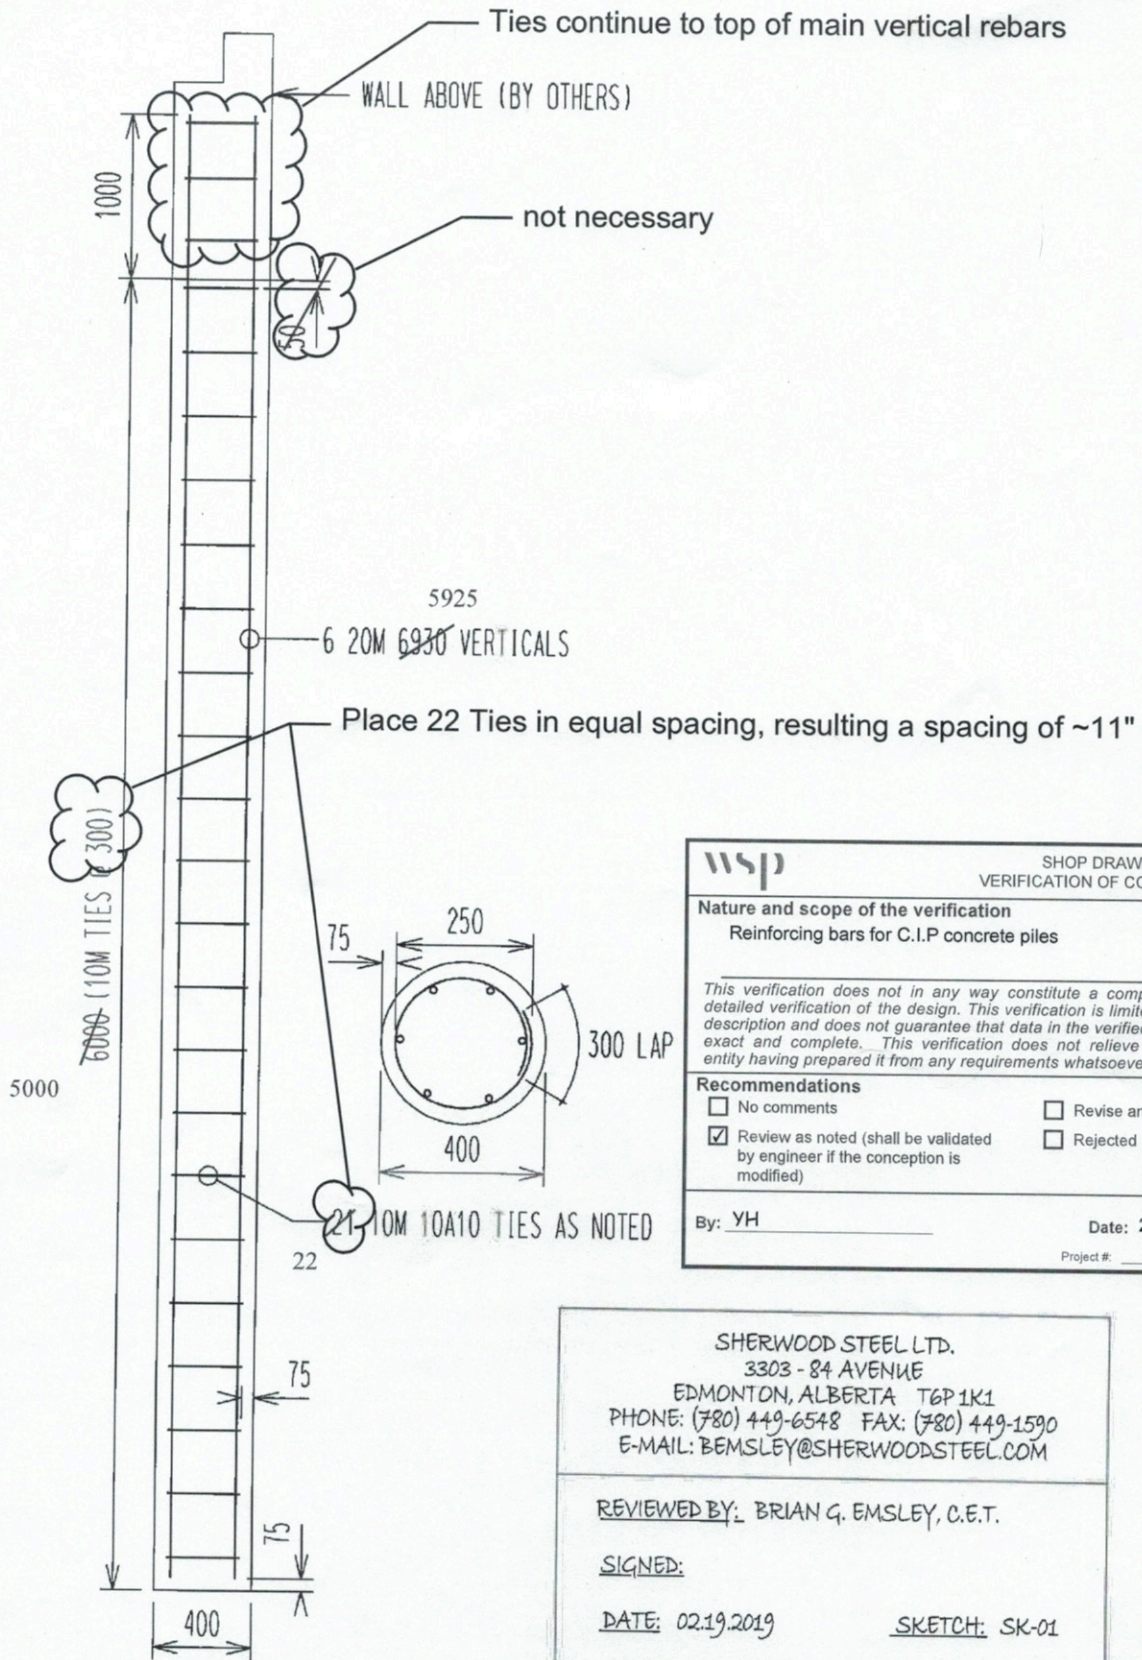 Ties continue to top of main vertical rebars
WALL ABOVE (BY OTHERS)
1000
not necessary
50
5925
6 20M 6930 VERTICALS
Place 22 Ties in equal spacing, resulting a spacing of ~11"
6000 (10M TIES @ 300)
5000
75
250
300 LAP
400
21 10M 10A10 TIES AS NOTED
22
75
75
400
wsp
SHOP DRAW
VERIFICATION OF CO
Nature and scope of the verification
Reinforcing bars for C.I.P concrete piles
This verification does not in any way constitute a comp
detailed verification of the design. This verification is limite
description and does not guarantee that data in the verified
exact and complete. This verification does not relieve
entity having prepared it from any requirements whatsoeve
Recommendations
No comments
Revise an
Review as noted (shall be validated
by engineer if the conception is
modified)
Rejected
By: YH
Date: 2
Project #:
SHERWOOD STEEL LTD.
3303 - 84 AVENUE
EDMONTON, ALBERTA T6P 1K1
PHONE: (780) 449-6548 FAX: (780) 449-1590
E-MAIL: BEMSLEY@SHERWOODSTEEL.COM
REVIEWED BY: BRIAN G. EMSLEY, C.E.T.
SIGNED:
DATE: 02.19.2019 SKETCH: SK-01